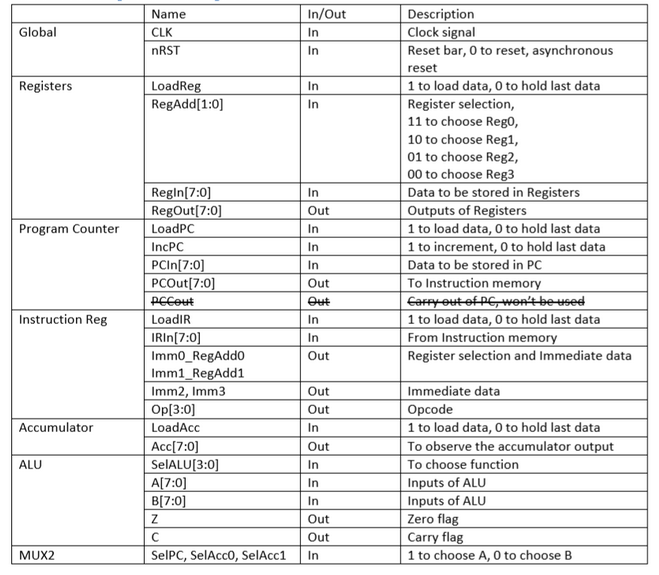 Name In/Out Description
Global CLK In Clock signal
nRST In Reset bar, 0 to reset, asynchronous
reset
Registers LoadReg In 1 to load data, 0 to hold last data
RegAdd[1:0] In Register selection,
11 to choose Reg0,
10 to choose Reg1,
01 to choose Reg2,
00 to choose Reg3
RegIn[7:0] In Data to be stored in Registers
RegOut[7:0] Out Outputs of Registers
Program Counter LoadPC In 1 to load data, 0 to hold last data
IncPC In 1 to increment, 0 to hold last data
PCIn[7:0] In Data to be stored in PC
PCOut[7:0] Out To Instruction memory
PCCout Out Carry out of PC, won't be used
Instruction Reg LoadIR In 1 to load data, 0 to hold last data
IRIn[7:0] In From Instruction memory
Imm0_RegAdd0 Out Register selection and Immediate data
Imm1_RegAdd1
Imm2, Imm3 Out Immediate data
Op[3:0] Out Opcode
Accumulator LoadAcc In 1 to load data, 0 to hold last data
Acc[7:0] Out To observe the accumulator output
ALU SelALU[3:0] In To choose function
A[7:0] In Inputs of ALU
B[7:0] In Inputs of ALU
Z Out Zero flag
C Out Carry flag
MUX2 SelPC, SelAcc0, SelAcc1 In 1 to choose A, 0 to choose B